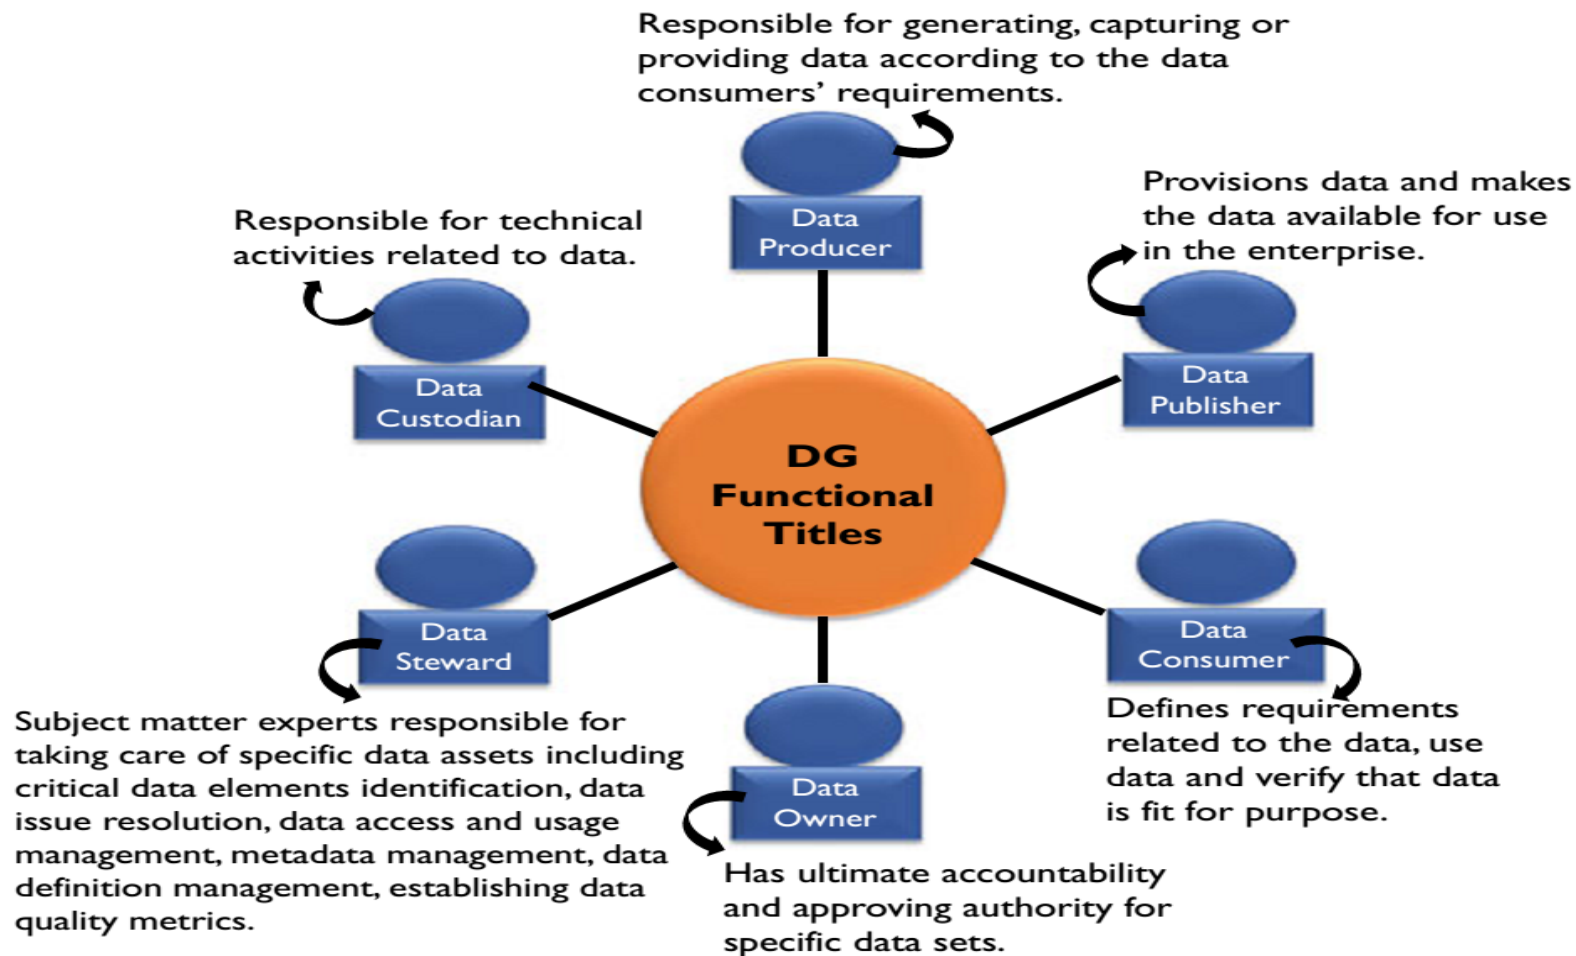 Responsible for generating, capturing or
providing data according to the data
consumers’ requirements.
Data
Producer
Provisions data and makes
the data available for use
in the enterprise.
Data
Publisher
Responsible for technical
activities related to data.
Data
Custodian
DG
Functional
Titles
Data
Steward
Subject matter experts responsible for
taking care of specific data assets including
critical data elements identification, data
issue resolution, data access and usage
management, metadata management, data
definition management, establishing data
quality metrics.
Data
Consumer
Defines requirements
related to the data, use
data and verify that data
is fit for purpose.
Data
Owner
Has ultimate accountability
and approving authority for
specific data sets.